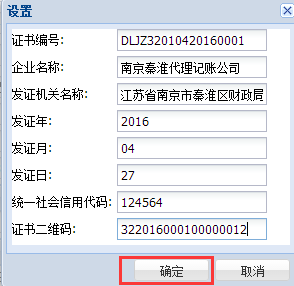 设置
证书编号: DLJZ32010420160001
企业名称: 南京秦淮代理记账公司
发证机关名称: 江苏省南京市秦淮区财政局
发证年: 2016
发证月: 04
发证日: 27
统一社会信用代码: 124564
证书二维码: 322016000100000012
确定 取消